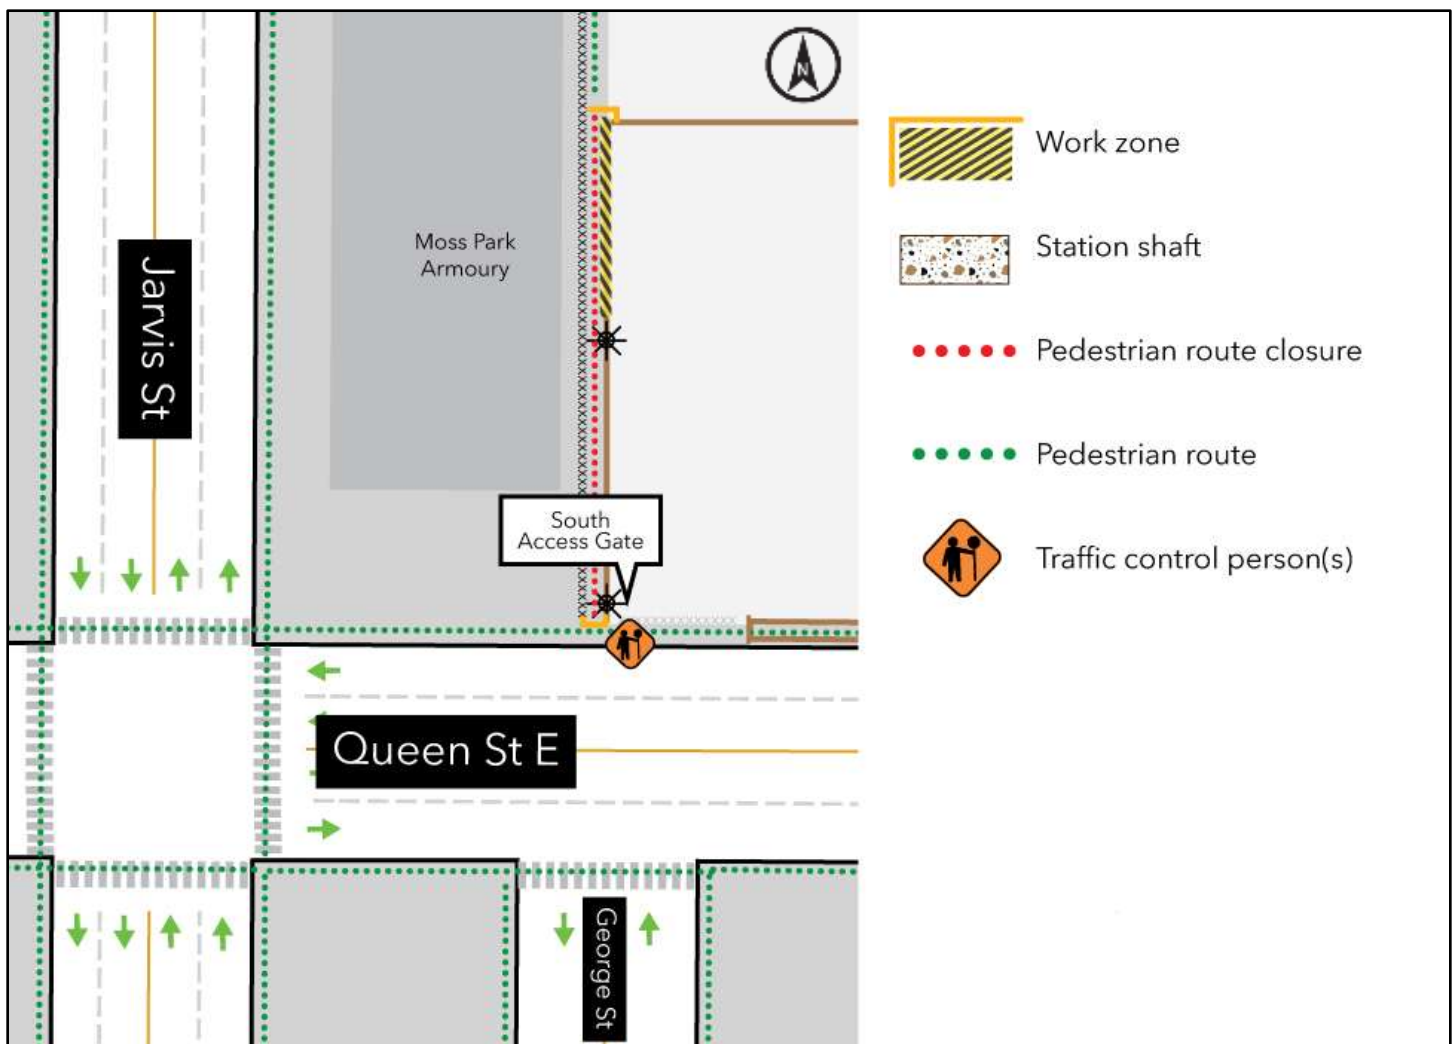 N
Moss Park
Armoury
Jarvis St
South
Access Gate
Queen St E
George St
Work zone
Station shaft
Pedestrian route closure
Pedestrian route
Traffic control person(s)